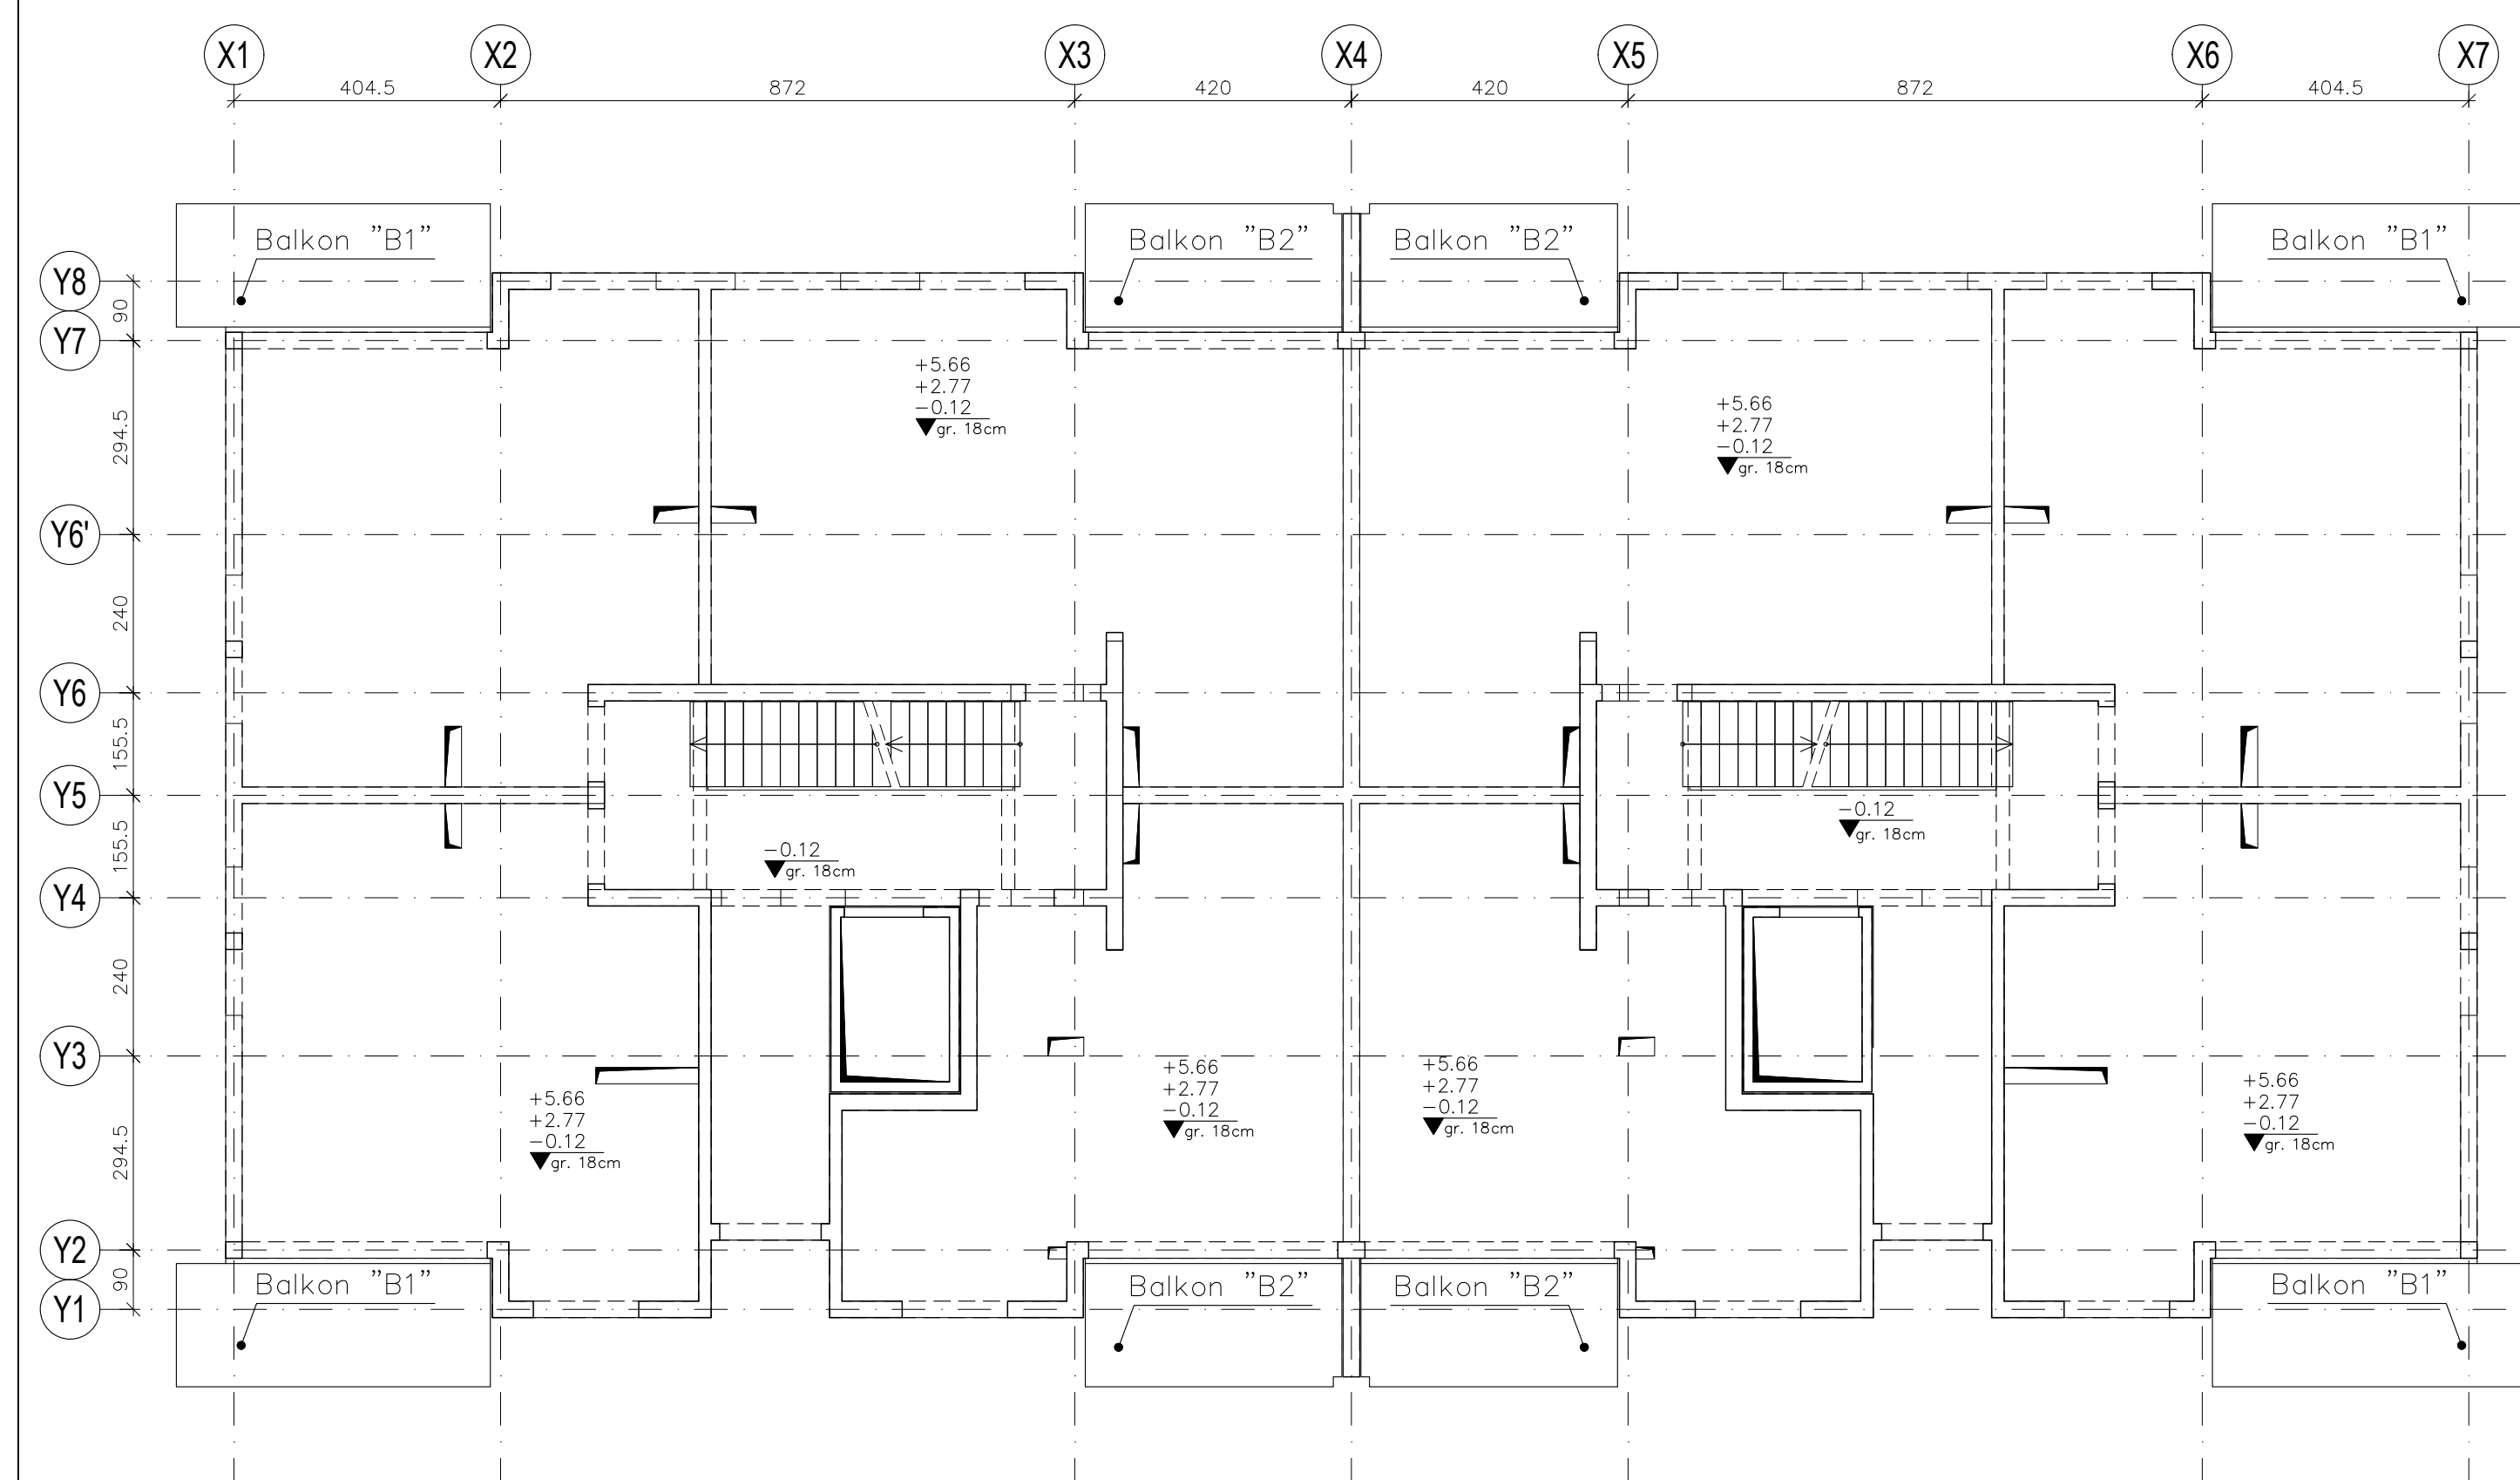 X1 X2 X3 X4 X5 X6 X7
404.5 872 420 420 872 404.5
Balkon "B1" Balkon "B2" Balkon "B2" Balkon "B1"
Y8
90
Y7
+5.66
+2.77
-0.12
gr. 18cm
+5.66
+2.77
-0.12
gr. 18cm
294.5
Y6'
240
Y6
155.5
Y5
-0.12
gr. 18cm
155.5
-0.12
gr. 18cm
Y4
240
Y3
+5.66
+2.77
-0.12
gr. 18cm
+5.66
+2.77
-0.12
gr. 18cm
+5.66
+2.77
-0.12
gr. 18cm
+5.66
+2.77
-0.12
gr. 18cm
294.5
Y2
90
Y1
Balkon "B1" Balkon "B2" Balkon "B2" Balkon "B1"